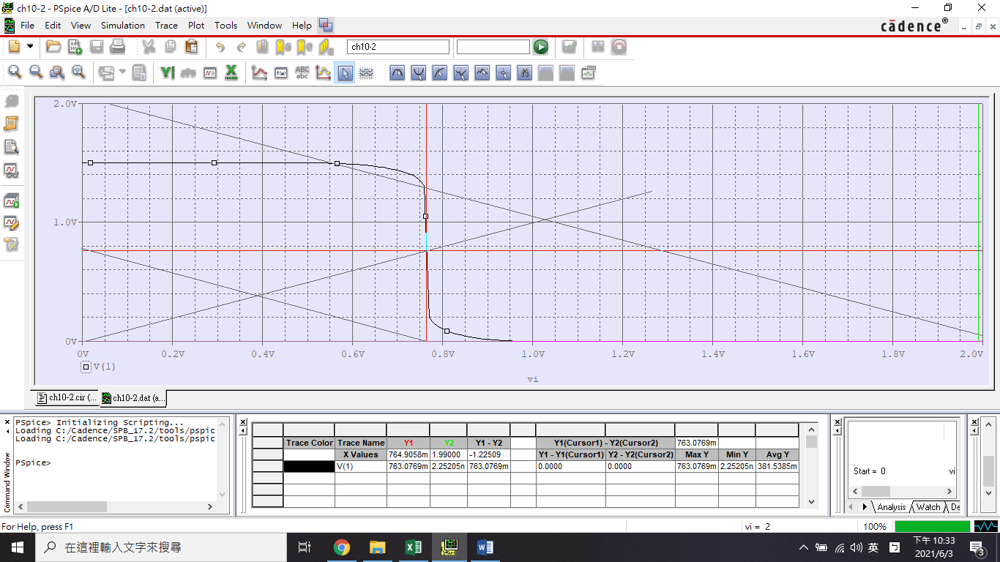 ch10-2 - PSpice A/D Lite - [ch10-2.dat (active)]
File Edit View Simulation Trace Plot Tools Window Help
cādence®
ch10-2
ABC
abc
2.0V
1.0V
0V
0V 0.2V 0.4V 0.6V 0.8V 1.0V 1.2V 1.4V 1.6V 1.8V 2.0V
V(1)
vi
ch10-2.cir (... ch10-2.dat (a...
Command Window
PSpice> Initializing Scripting...
Loading C:/Cadence/SPB_17.2/tools/pspic
Loading C:/Cadence/SPB_17.2/tools/pspic
PSpice>
Trace Color Trace Name Y1 Y2 Y1 - Y2 Y1(Cursor1) - Y2(Cursor2) 763.0769m
X Values 764.9058m 1.99000 -1.22509 Y1 - Y1(Cursor1) Y2 - Y2(Cursor2) Max Y Min Y Avg Y
V(1) 763.0769m 2.25205n 763.0769m 0.0000 0.0000 763.0769m 2.25205n 381.5385m
Start = 0 vi
Analysis Watch De
For Help, press F1 vi = 2 100%
在這裡輸入文字來搜尋
英
下午 10:33
2021/6/3
3